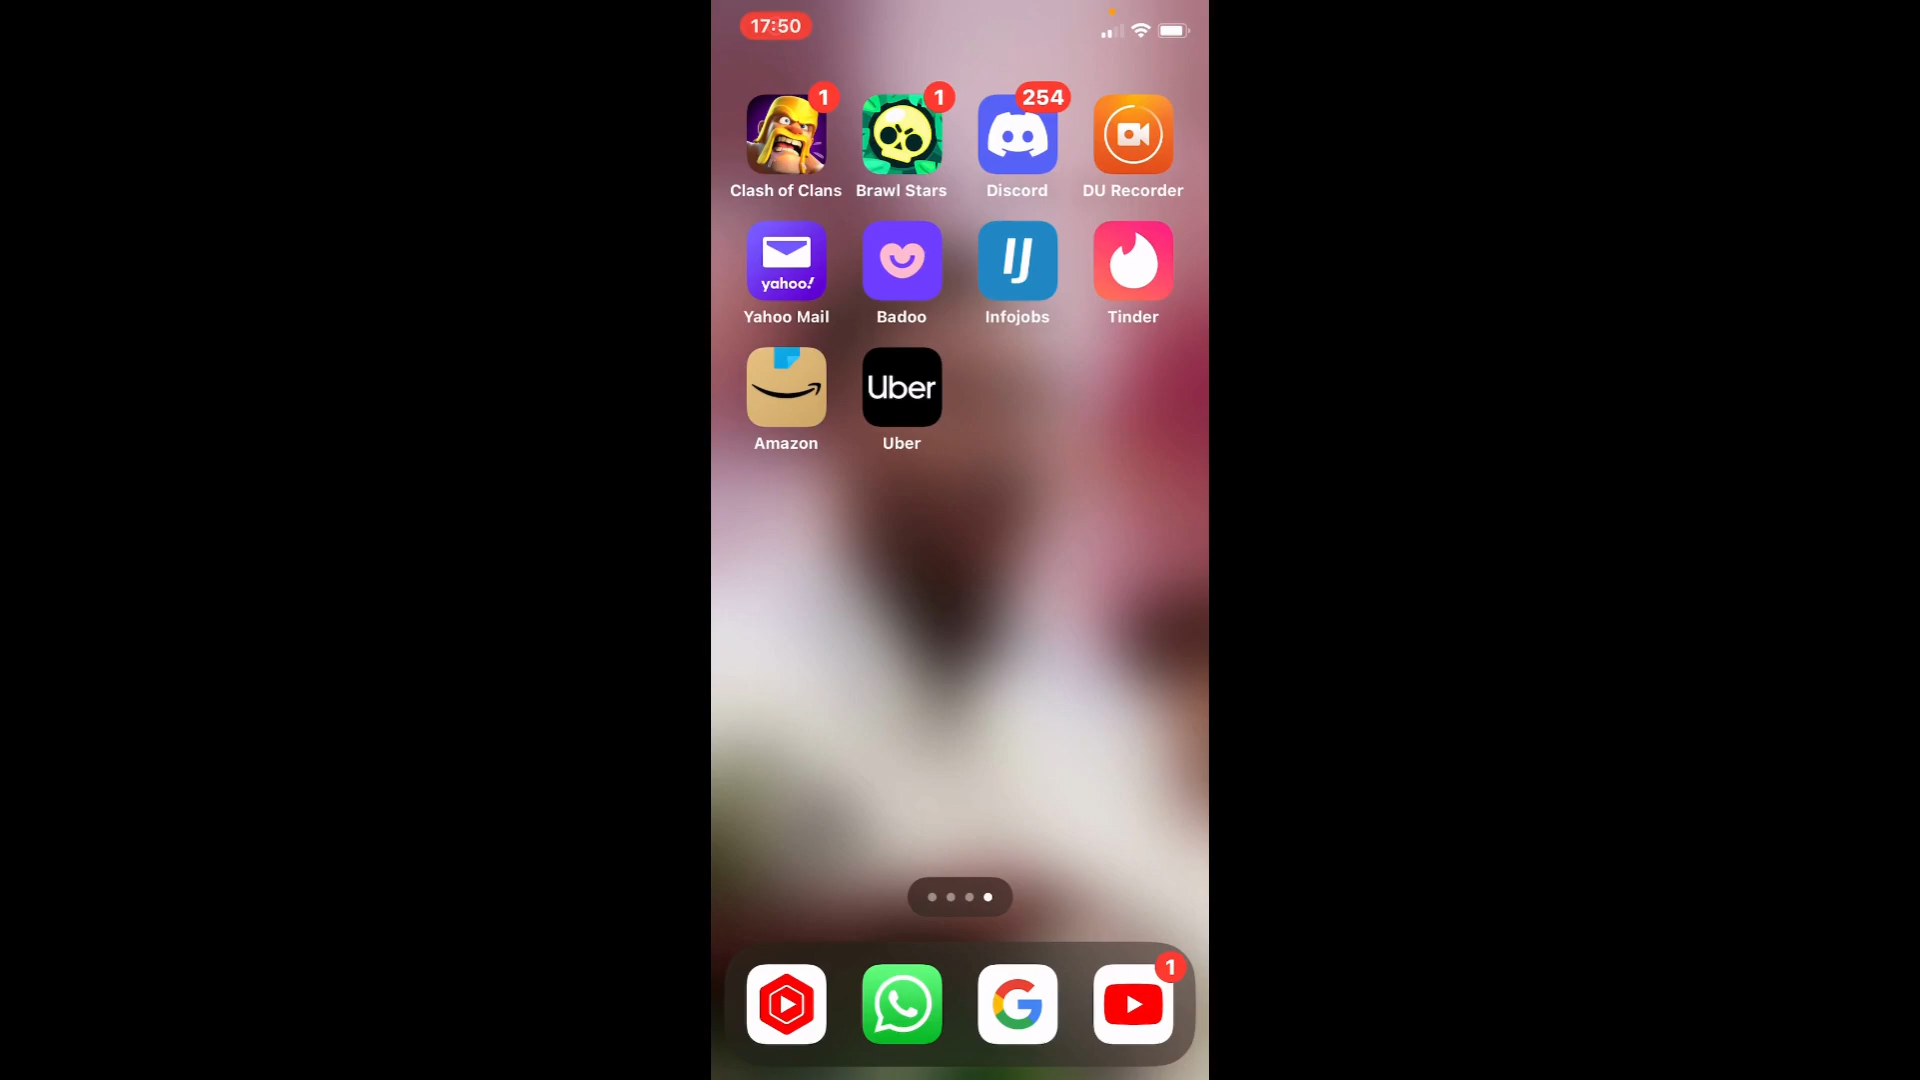 17:50
1
1
254
Clash of Clans
Brawl Stars
Discord
DU Recorder
yahoo!
IJ
Yahoo Mail
Badoo
Infojobs
Tinder
Uber
Amazon
Uber
1
G